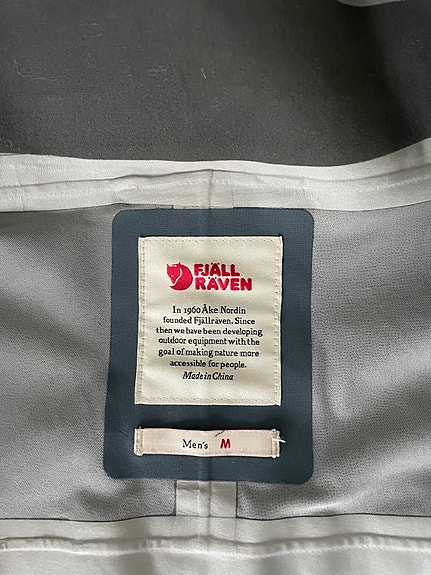 FJÄLL
RÄVEN
In 1960 Åke Nordin
founded Fjällräven. Since
then we have been developing
outdoor equipment with the
goal of making nature more
accessible for people.
Made in China
Men's M